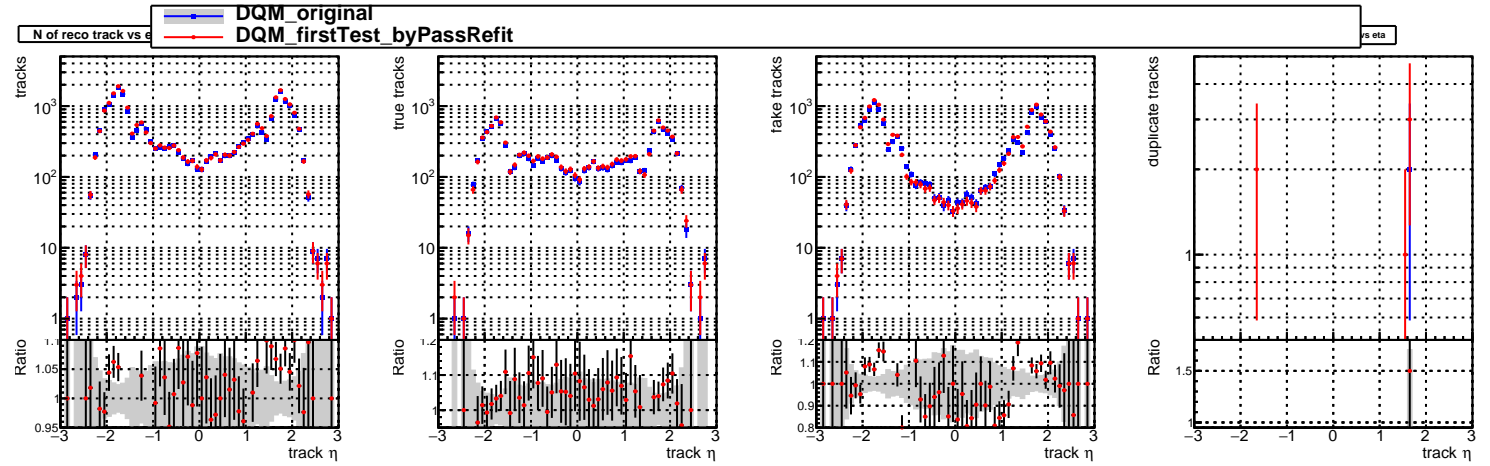 DQM_original
DQM_firstTest_byPassRefit
N of reco track vs e
vs eta
tracks
10³
10²
10
1
Ratio
1.1
1.05
1
0.95
−3 −2 −1 0 1 2 3
track η
true tracks
10³
10²
10
1
Ratio
1.2
1.1
1
−3 −2 −1 0 1 2 3
track η
fake tracks
10³
10²
10
1
Ratio
1.2
1.1
1
0.9
0.8
−3 −2 −1 0 1 2 3
track η
duplicate tracks
1
Ratio
1.5
1
−3 −2 −1 0 1 2 3
track η